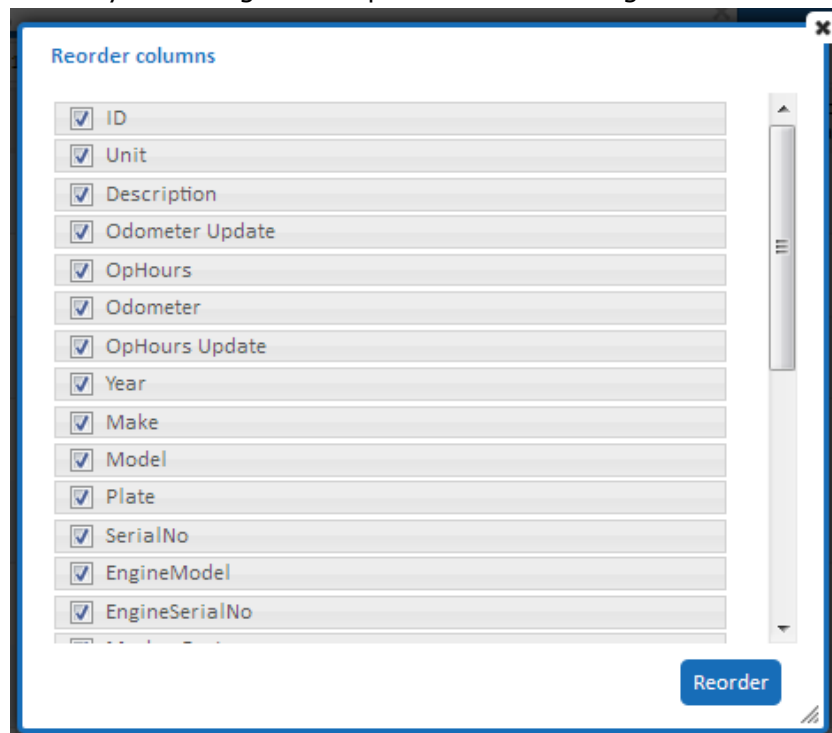 Reorder columns
ID
Unit
Description
Odometer Update
OpHours
Odometer
OpHours Update
Year
Make
Model
Plate
SerialNo
EngineModel
EngineSerialNo
Reorder